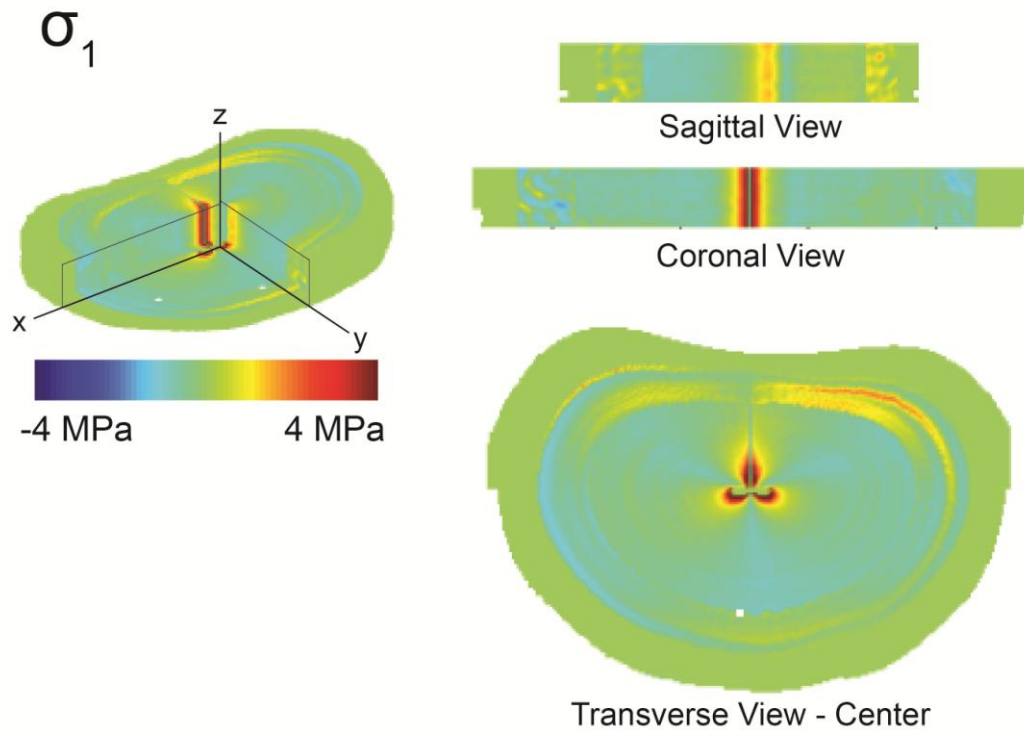 σ1
z
x
y
-4 MPa 4 MPa
Sagittal View
Coronal View
Transverse View - Center